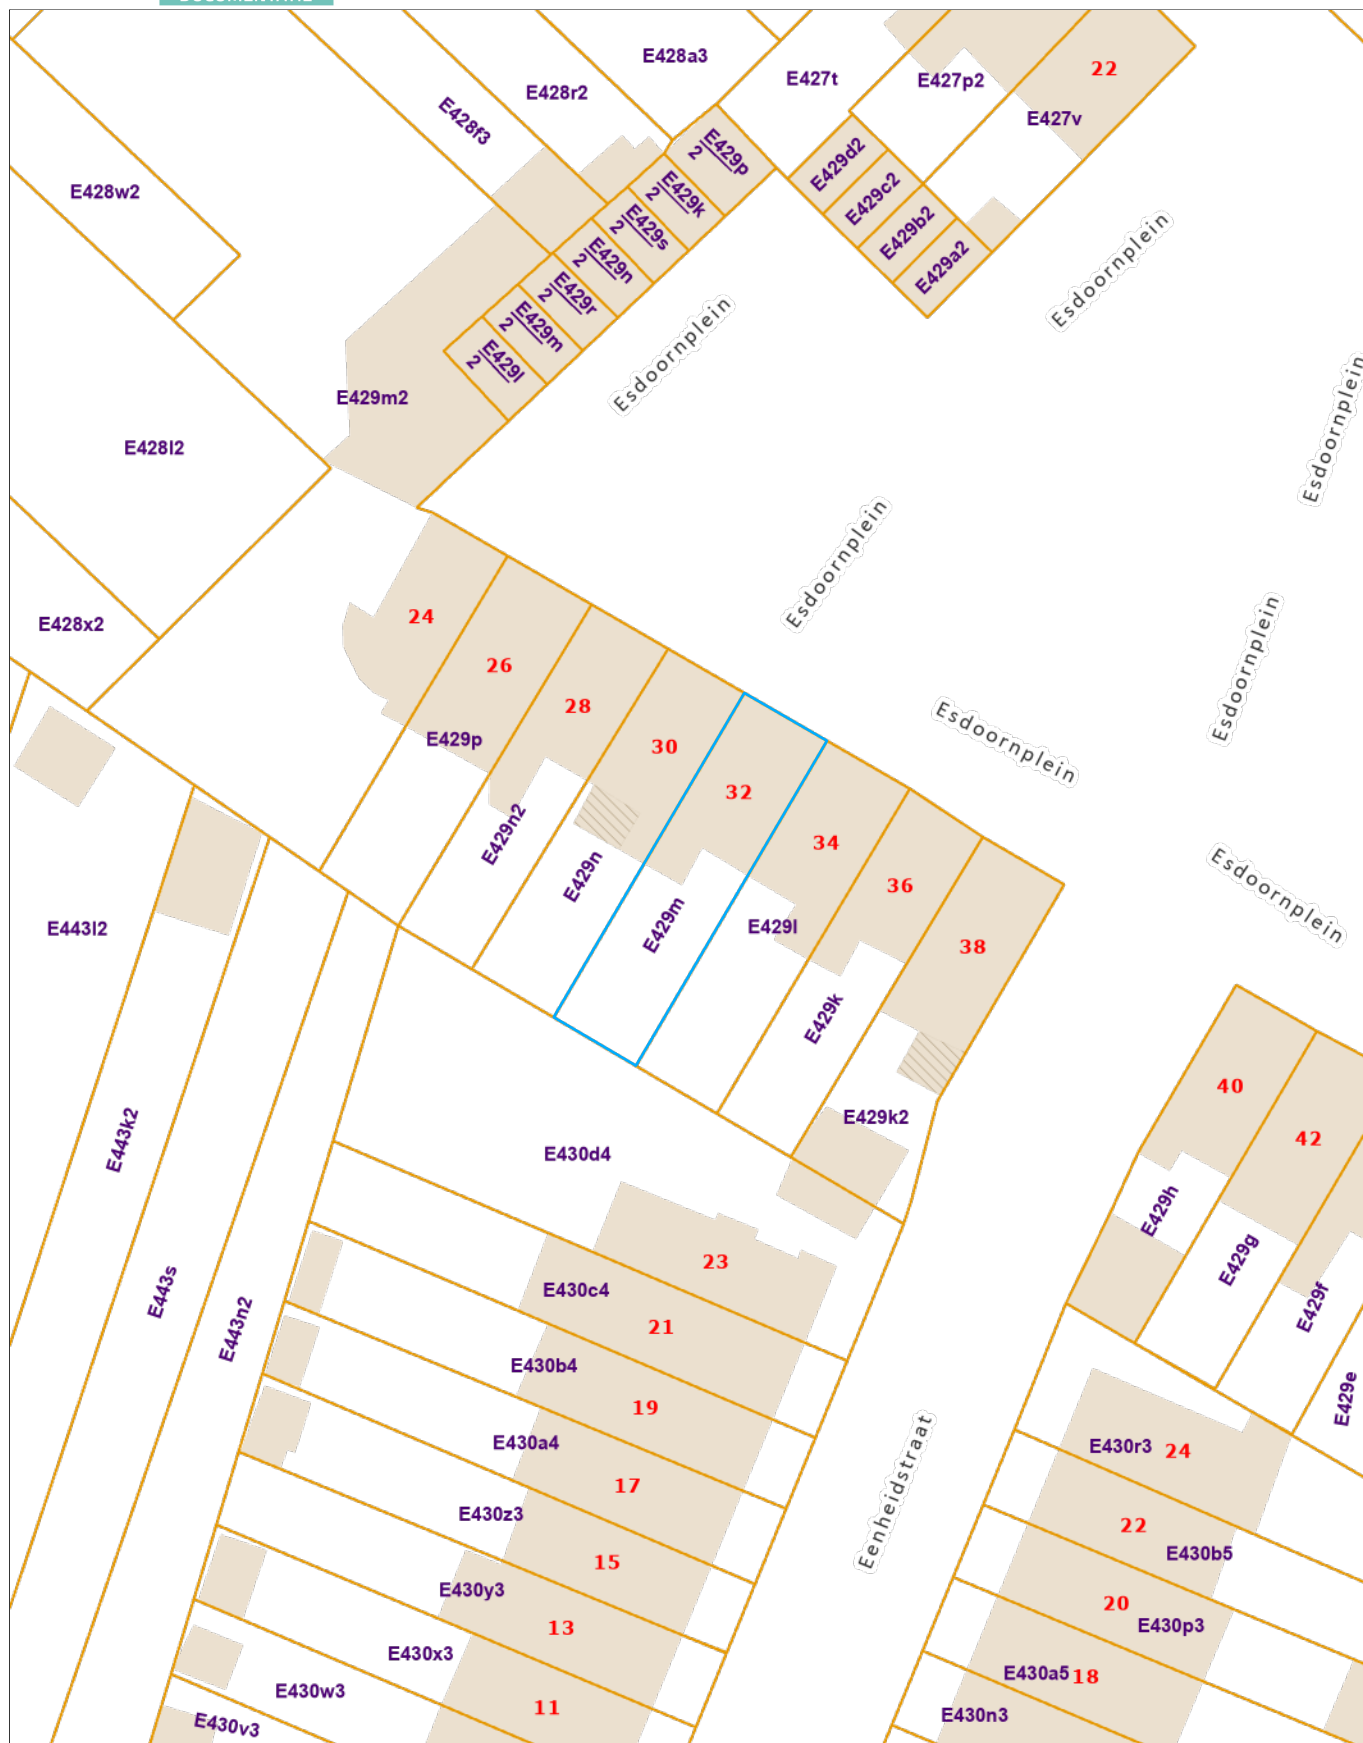 E428a3
E427t
E427p2
22
E428r2
E428f3
E427v
E429p
2
E429d2
E428w2
E429k
2
E429c2
E429s
2
E429b2
E429n
2
E429a2
E429r
2
Esdoornplein
E429m
2
Esdoornplein
E429l
2
E429m2
Esdoornplein
E428l2
Esdoornplein
24
E428x2
26
Esdoornplein
28
E429p
30
Esdoornplein
32
E429n2
34
E429n
36
Esdoornplein
E443l2
E429m
E429l
38
E429k
40
E429k2
42
E443k2
E430d4
E429h
E429g
23
E443s
E430c4
E429f
21
E443n2
E430b4
E429e
19
E430a4
E430r3
24
17
Eenheidstraat
E430z3
22
E430b5
15
E430y3
20
13
E430p3
E430x3
E430a5
18
E430w3
11
E430n3
E430v3